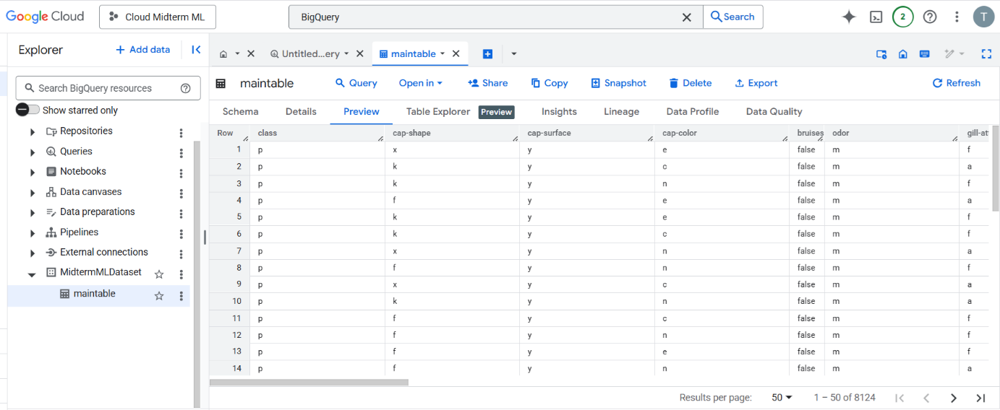 Google Cloud Cloud Midterm ML BigQuery Search 2 T
Explorer + Add data Untitled...ery maintable
Search BigQuery resources maintable Query Open in Share Copy Snapshot Delete Export Refresh
Show starred only Schema Details Preview Table Explorer Preview Insights Lineage Data Profile Data Quality
Repositories
Queries
Notebooks
Data canvases
Data preparations
Pipelines
External connections
MidtermMLDataset
maintable
Row class cap-shape cap-surface cap-color bruises odor gill-at
1 p x y e false m f
2 p k y c false m a
3 p k y n false m f
4 p f y e false m a
5 p k y e false m f
6 p k y c false m f
7 p x y n false m a
8 p f y n false m f
9 p x y c false m a
10 p k y n false m a
11 p f y c false m f
12 p f y n false m f
13 p f y e false m f
14 p f y n false m a
Results per page: 50 1 – 50 of 8124